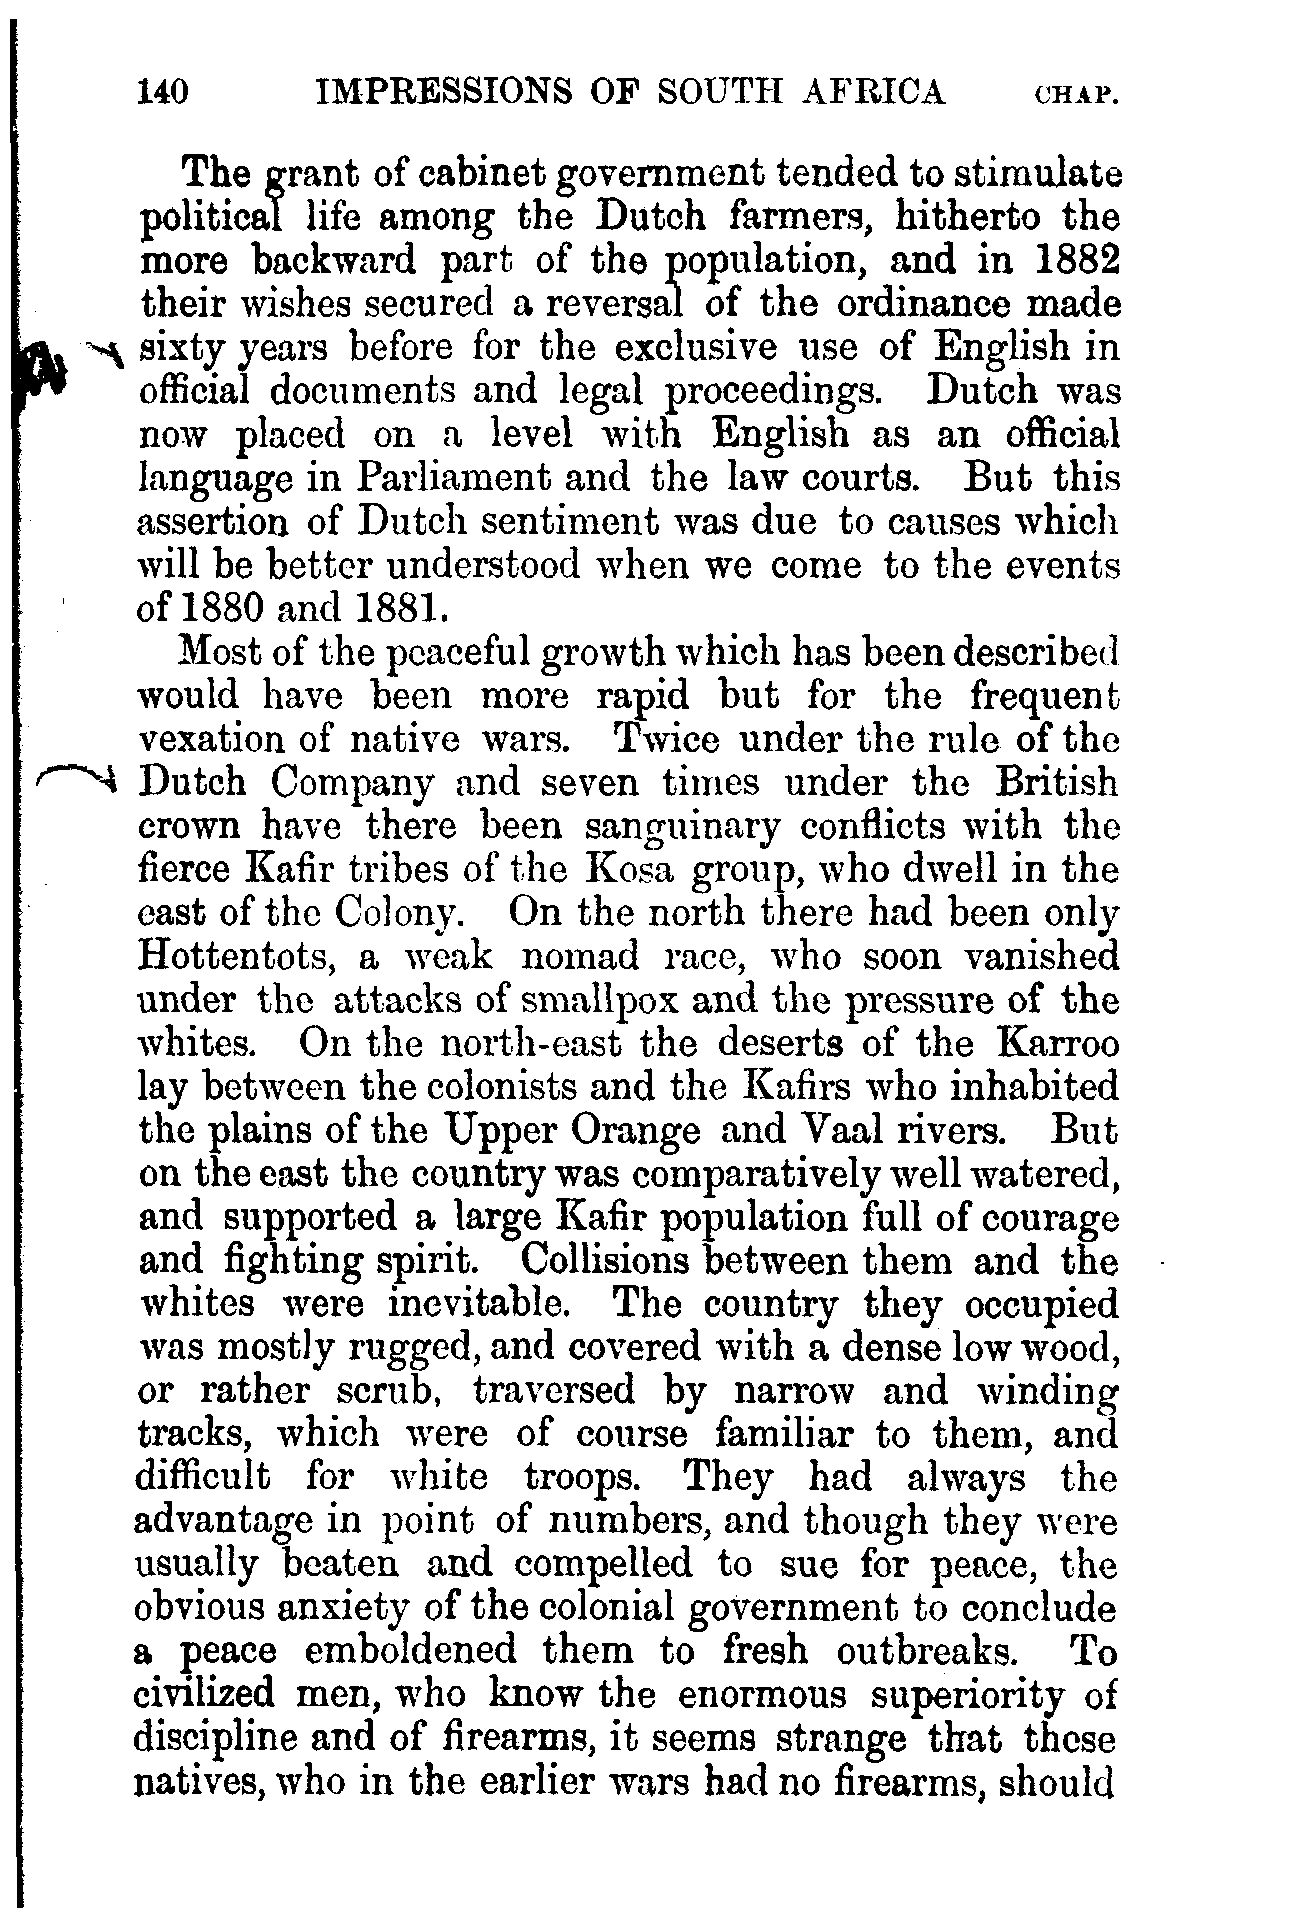 140 IMPRESSIONS OF SOUTH AFRICA CHAP.
The grant of cabinet government tended to stimulate
political life among the Dutch farmers, hitherto the
more backward part of the population, and in 1882
their wishes secured a reversal of the ordinance made
sixty years before for the exclusive use of English in
official documents and legal proceedings. Dutch was
now placed on a level with English as an official
language in Parliament and the law courts. But this
assertion of Dutch sentiment was due to causes which
will be better understood when we come to the events
of 1880 and 1881.
Most of the peaceful growth which has been described
would have been more rapid but for the frequent
vexation of native wars. Twice under the rule of the
Dutch Company and seven times under the British
crown have there been sanguinary conflicts with the
fierce Kafir tribes of the Kosa group, who dwell in the
east of the Colony. On the north there had been only
Hottentots, a weak nomad race, who soon vanished
under the attacks of smallpox and the pressure of the
whites. On the north-east the deserts of the Karroo
lay between the colonists and the Kafirs who inhabited
the plains of the Upper Orange and Vaal rivers. But
on the east the country was comparatively well watered,
and supported a large Kafir population full of courage
and fighting spirit. Collisions between them and the
whites were inevitable. The country they occupied
was mostly rugged, and covered with a dense low wood,
or rather scrub, traversed by narrow and winding
tracks, which were of course familiar to them, and
difficult for white troops. They had always the
advantage in point of numbers, and though they were
usually beaten and compelled to sue for peace, the
obvious anxiety of the colonial government to conclude
a peace emboldened them to fresh outbreaks. To
civilized men, who know the enormous superiority of
discipline and of firearms, it seems strange that these
natives, who in the earlier wars had no firearms, should